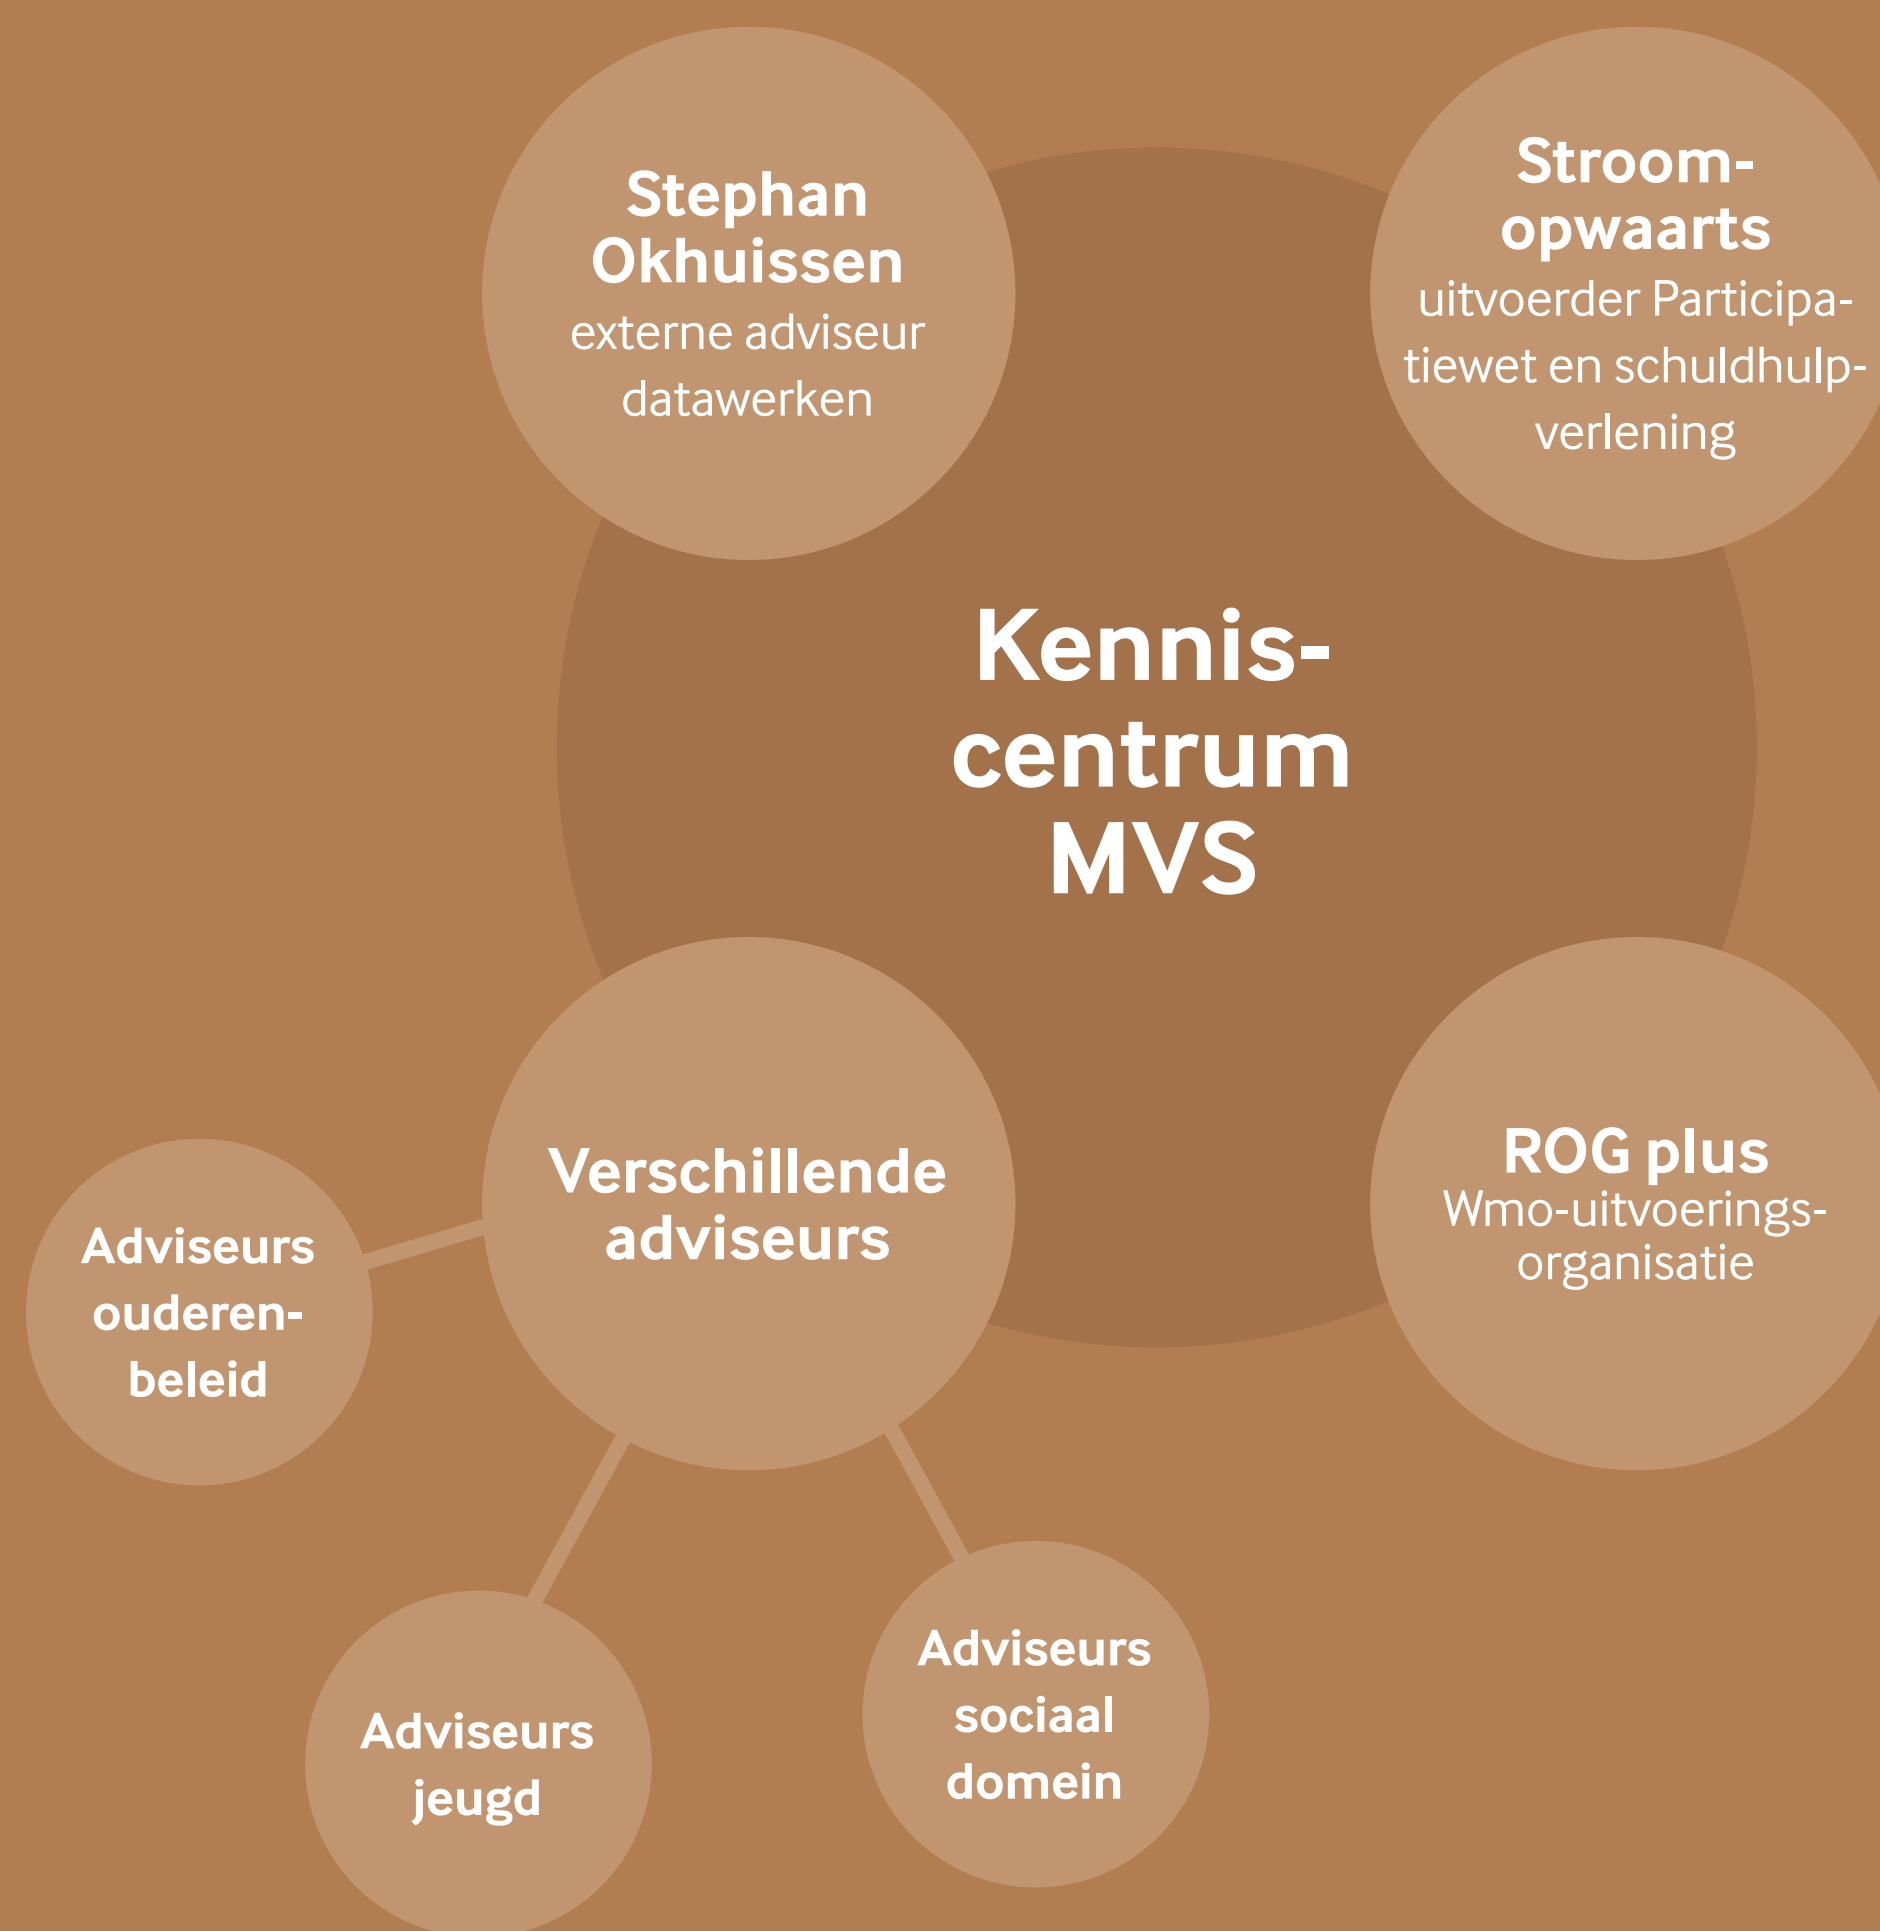 Stephan
Okhuissen
externe adviseur
datawerken
Stroom-
opwaarts
uitvoerder Participa-
tiewet en schuldhulp-
verlening
Kennis-
centrum
MVS
Verschillende
adviseurs
ROG plus
Wmo-uitvoerings-
organisatie
Adviseurs
ouderen-
beleid
Adviseurs
jeugd
Adviseurs
sociaal
domein